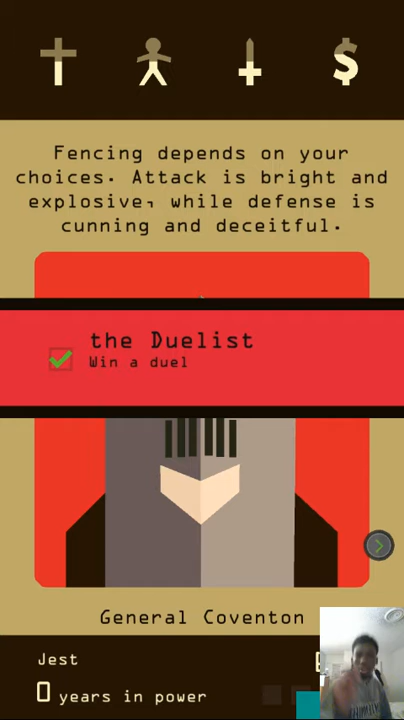 Fencing depends on your
choices. Attack is bright and
explosive, while defense is
cunning and deceitful.
the Duelist
Win a duel
General Coventon
Jest
0 years in power